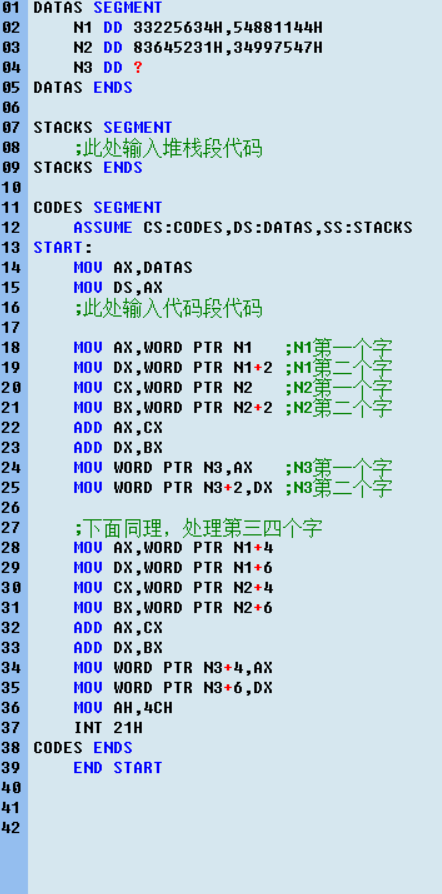 01 DATAS SEGMENT
02     N1 DD 33225634H,54881144H
03     N2 DD 83645231H,34997547H
04     N3 DD ?
05 DATAS ENDS
06
07 STACKS SEGMENT
08     ;此处输入堆栈段代码
09 STACKS ENDS
10
11 CODES SEGMENT
12     ASSUME CS:CODES,DS:DATAS,SS:STACKS
13 START:
14     MOV AX,DATAS
15     MOV DS,AX
16     ;此处输入代码段代码
17
18     MOV AX,WORD PTR N1   ;N1第一个字
19     MOV DX,WORD PTR N1+2 ;N1第二个字
20     MOV CX,WORD PTR N2   ;N2第一个字
21     MOV BX,WORD PTR N2+2 ;N2第二个字
22     ADD AX,CX
23     ADD DX,BX
24     MOV WORD PTR N3,AX   ;N3第一个字
25     MOV WORD PTR N3+2,DX ;N3第二个字
26
27     ;下面同理，处理第三四个字
28     MOV AX,WORD PTR N1+4
29     MOV DX,WORD PTR N1+6
30     MOV CX,WORD PTR N2+4
31     MOV BX,WORD PTR N2+6
32     ADD AX,CX
33     ADD DX,BX
34     MOV WORD PTR N3+4,AX
35     MOV WORD PTR N3+6,DX
36     MOV AH,4CH
37     INT 21H
38 CODES ENDS
39     END START
40
41
42